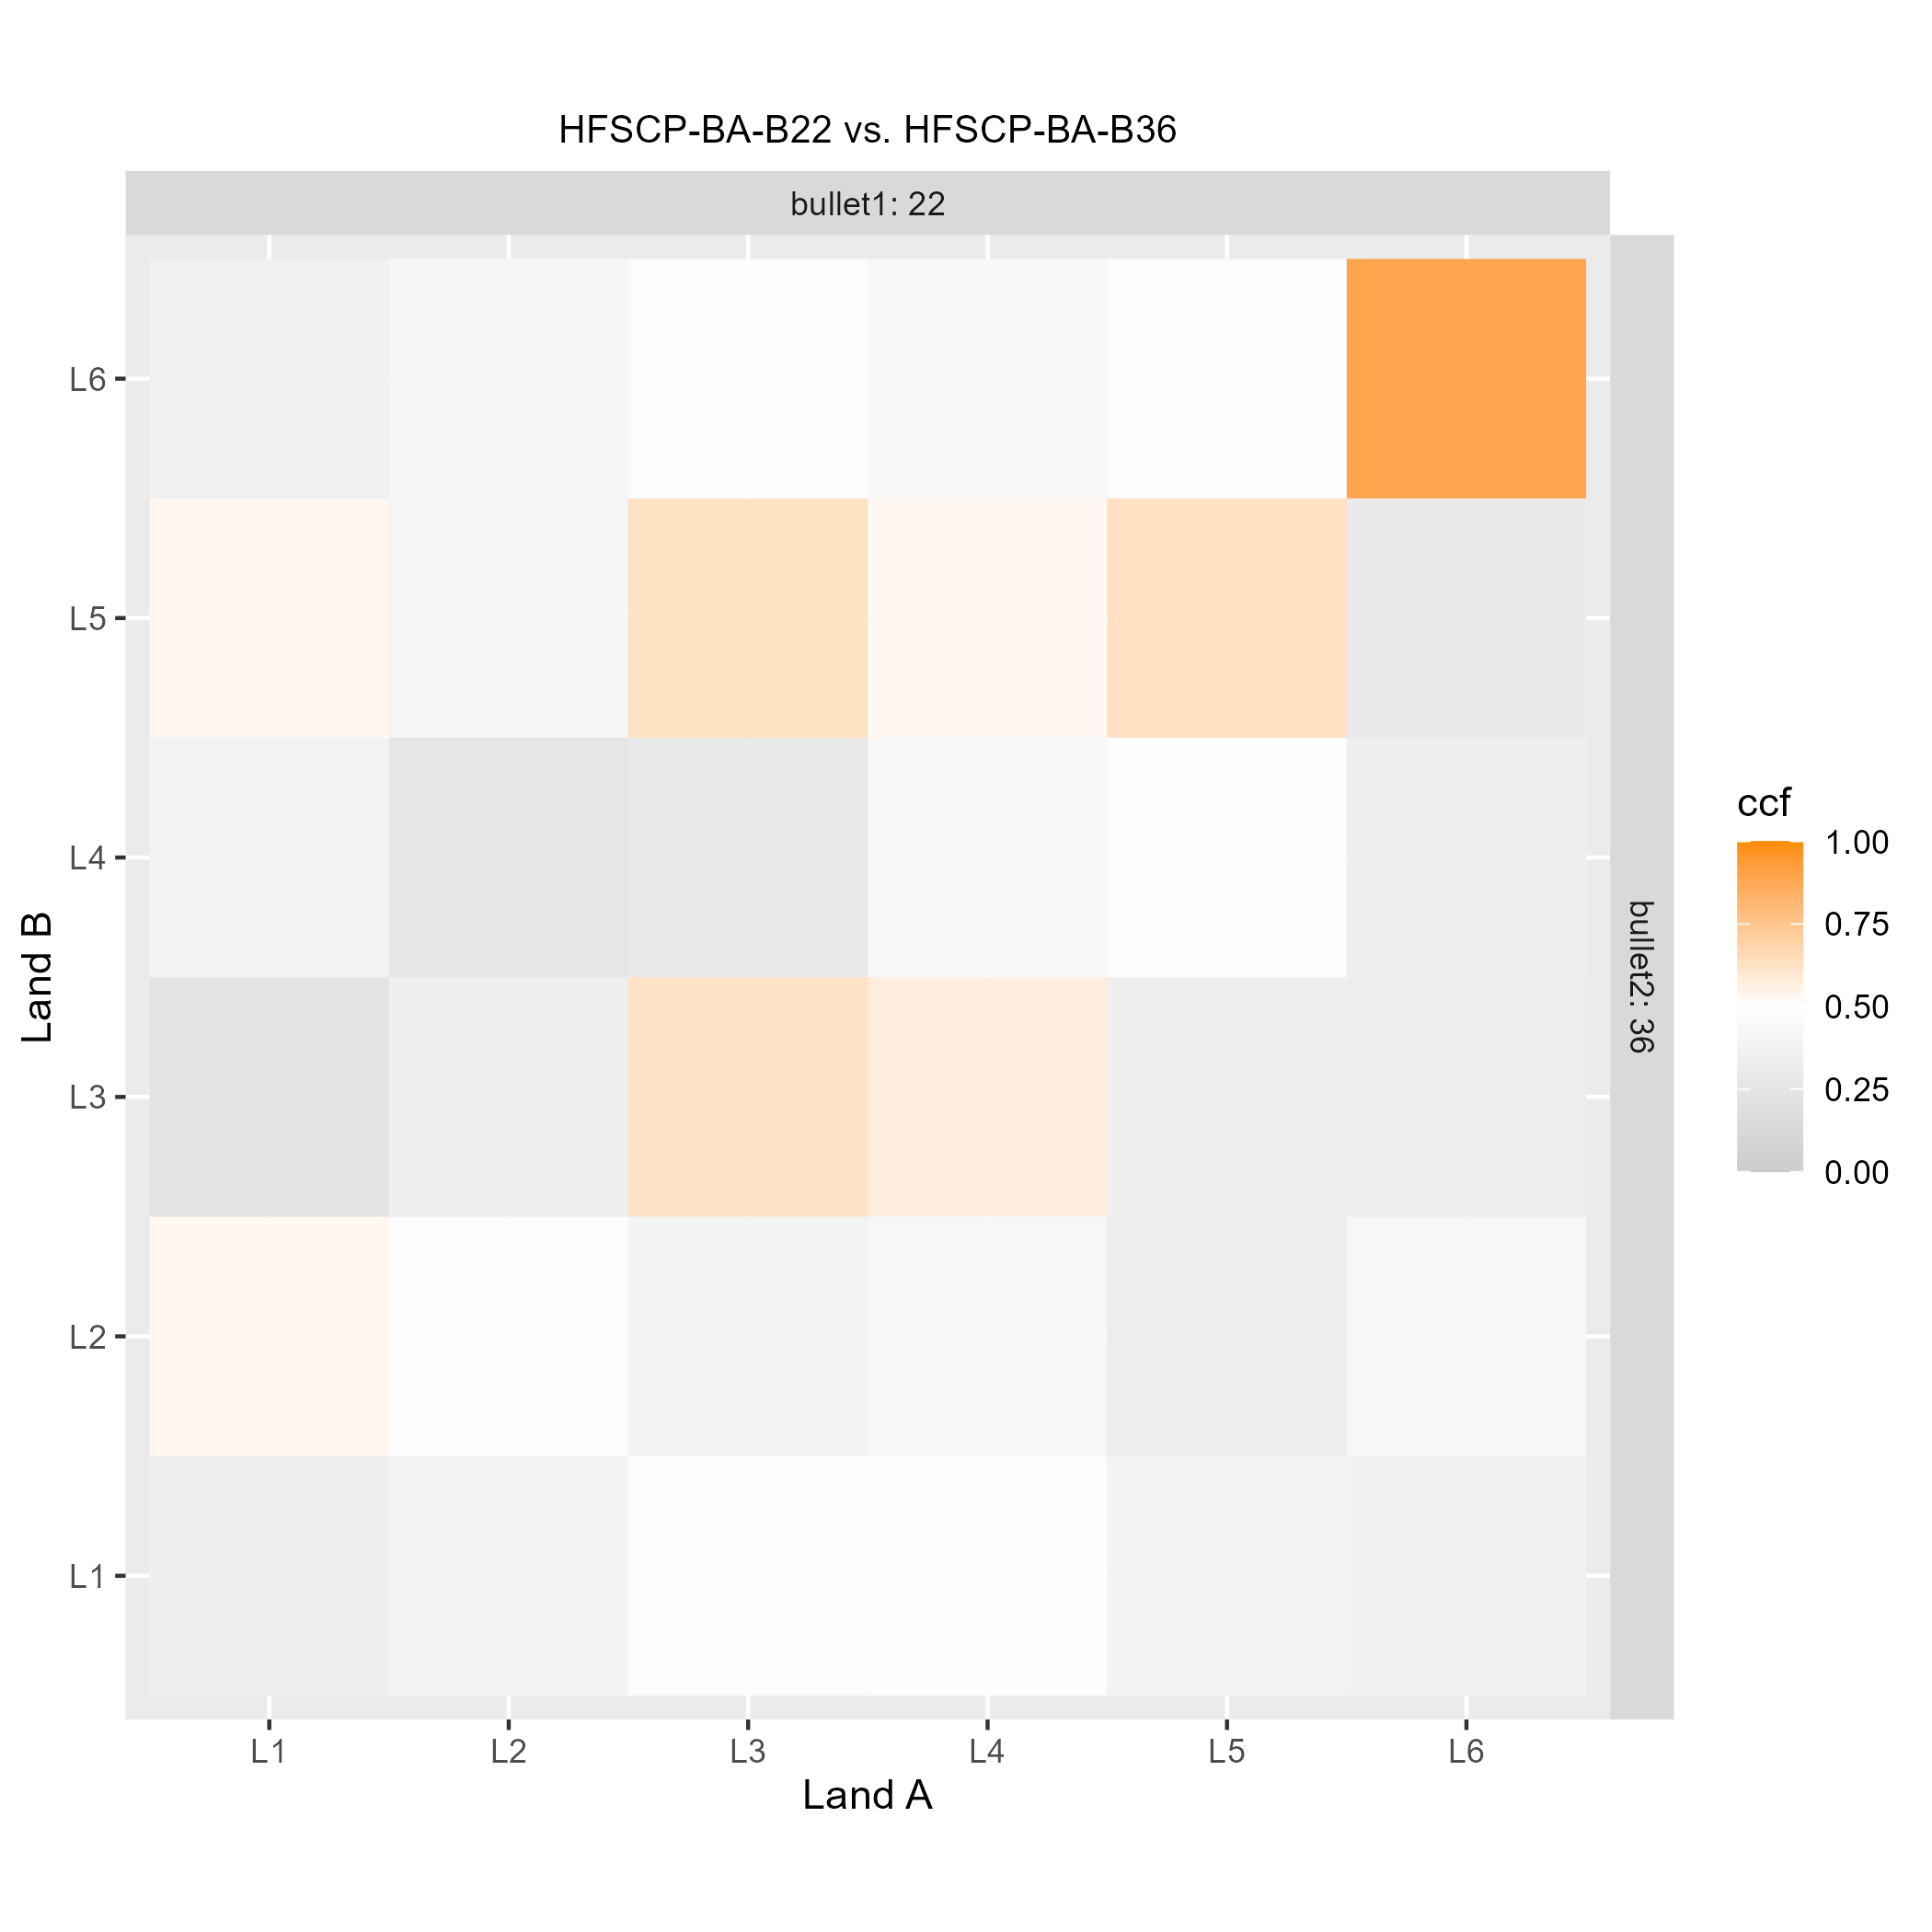 HFSCP-BA-B22 vs. HFSCP-BA-B36
bullet1: 22
L6
L5
L4
L3
L2
L1
Land B
bullet2: 36
L1 L2 L3 L4 L5 L6
Land A
ccf
1.00
0.75
0.50
0.25
0.00